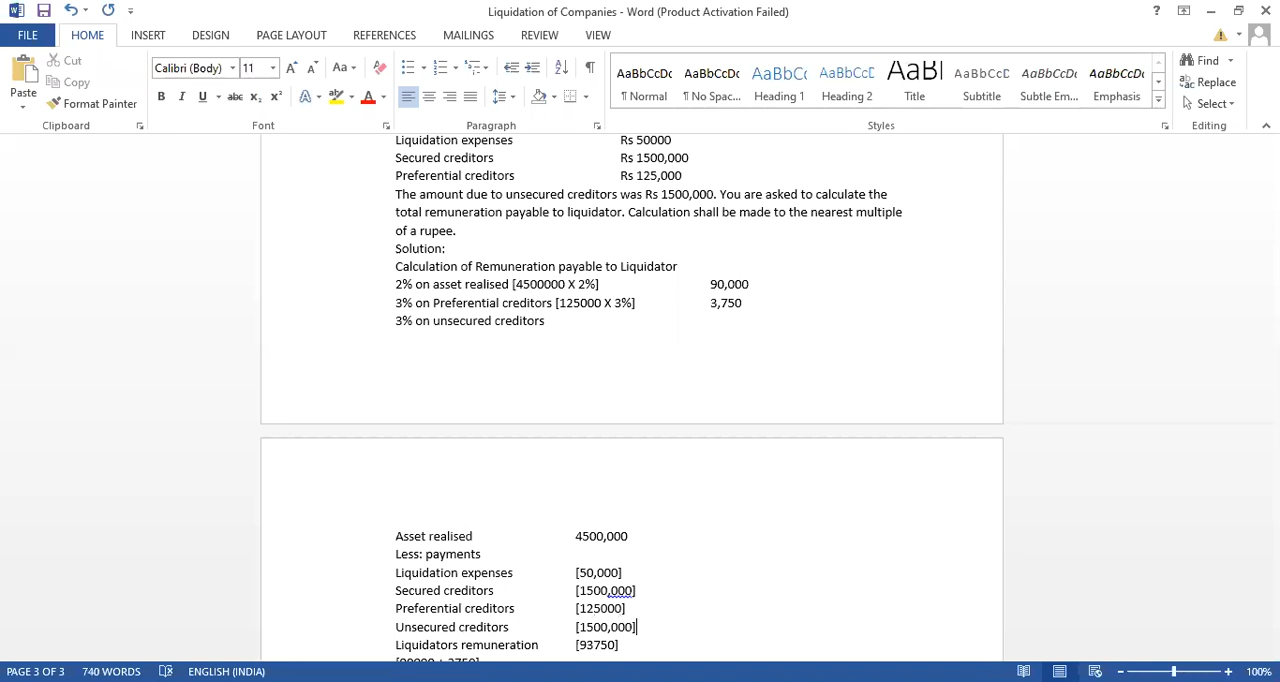 Liquidation of Companies - Word (Product Activation Failed)
FILE HOME INSERT DESIGN PAGE LAYOUT REFERENCES MAILINGS REVIEW VIEW
Paste
Cut
Copy
Format Painter
Clipboard
Calibri (Body) 11
Font
Paragraph
AaBbCcDc AaBbCcDc AaBbCc AaBbCcD AaBl AaBbCcD AaBbCcDc AaBbCcDc
¶ Normal ¶ No Spac... Heading 1 Heading 2 Title Subtitle Subtle Em... Emphasis
Styles
Find
Replace
Select
Editing
Liquidation expenses Rs 50000
Secured creditors Rs 1500,000
Preferential creditors Rs 125,000
The amount due to unsecured creditors was Rs 1500,000. You are asked to calculate the
total remuneration payable to liquidator. Calculation shall be made to the nearest multiple
of a rupee.
Solution:
Calculation of Remuneration payable to Liquidator
2% on asset realised [4500000 X 2%] 90,000
3% on Preferential creditors [125000 X 3%] 3,750
3% on unsecured creditors
Asset realised 4500,000
Less: payments
Liquidation expenses [50,000]
Secured creditors [1500,000]
Preferential creditors [125000]
Unsecured creditors [1500,000]
Liquidators remuneration [93750]
[90000 + 3750]
PAGE 3 OF 3 740 WORDS ENGLISH (INDIA) 100%